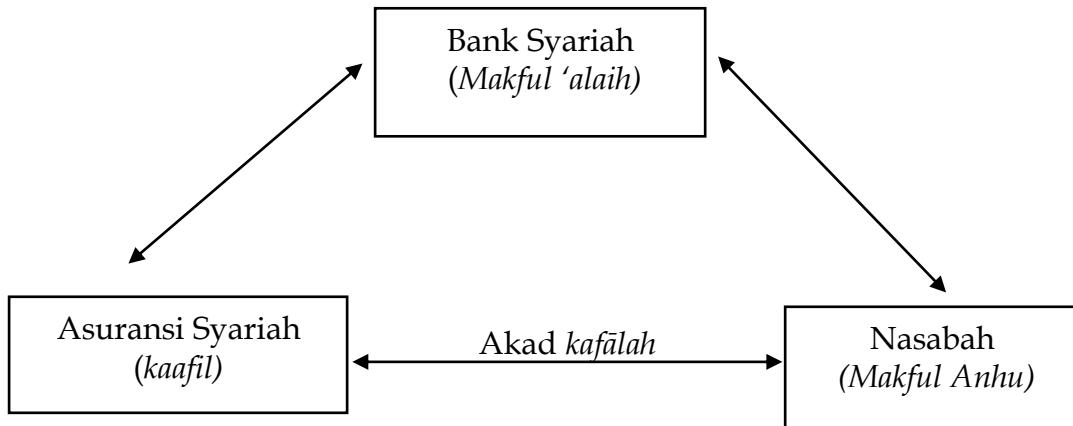 Bank Syariah
(Makful ‘alaih)
Asuransi Syariah
(kaafil)
Akad kafālah
Nasabah
(Makful Anhu)